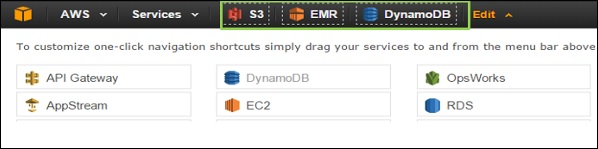 AWS Services S3 EMR DynamoDB Edit
To customize one-click navigation shortcuts simply drag your services to and from the menu bar above
API Gateway DynamoDB OpsWorks
AppStream EC2 RDS